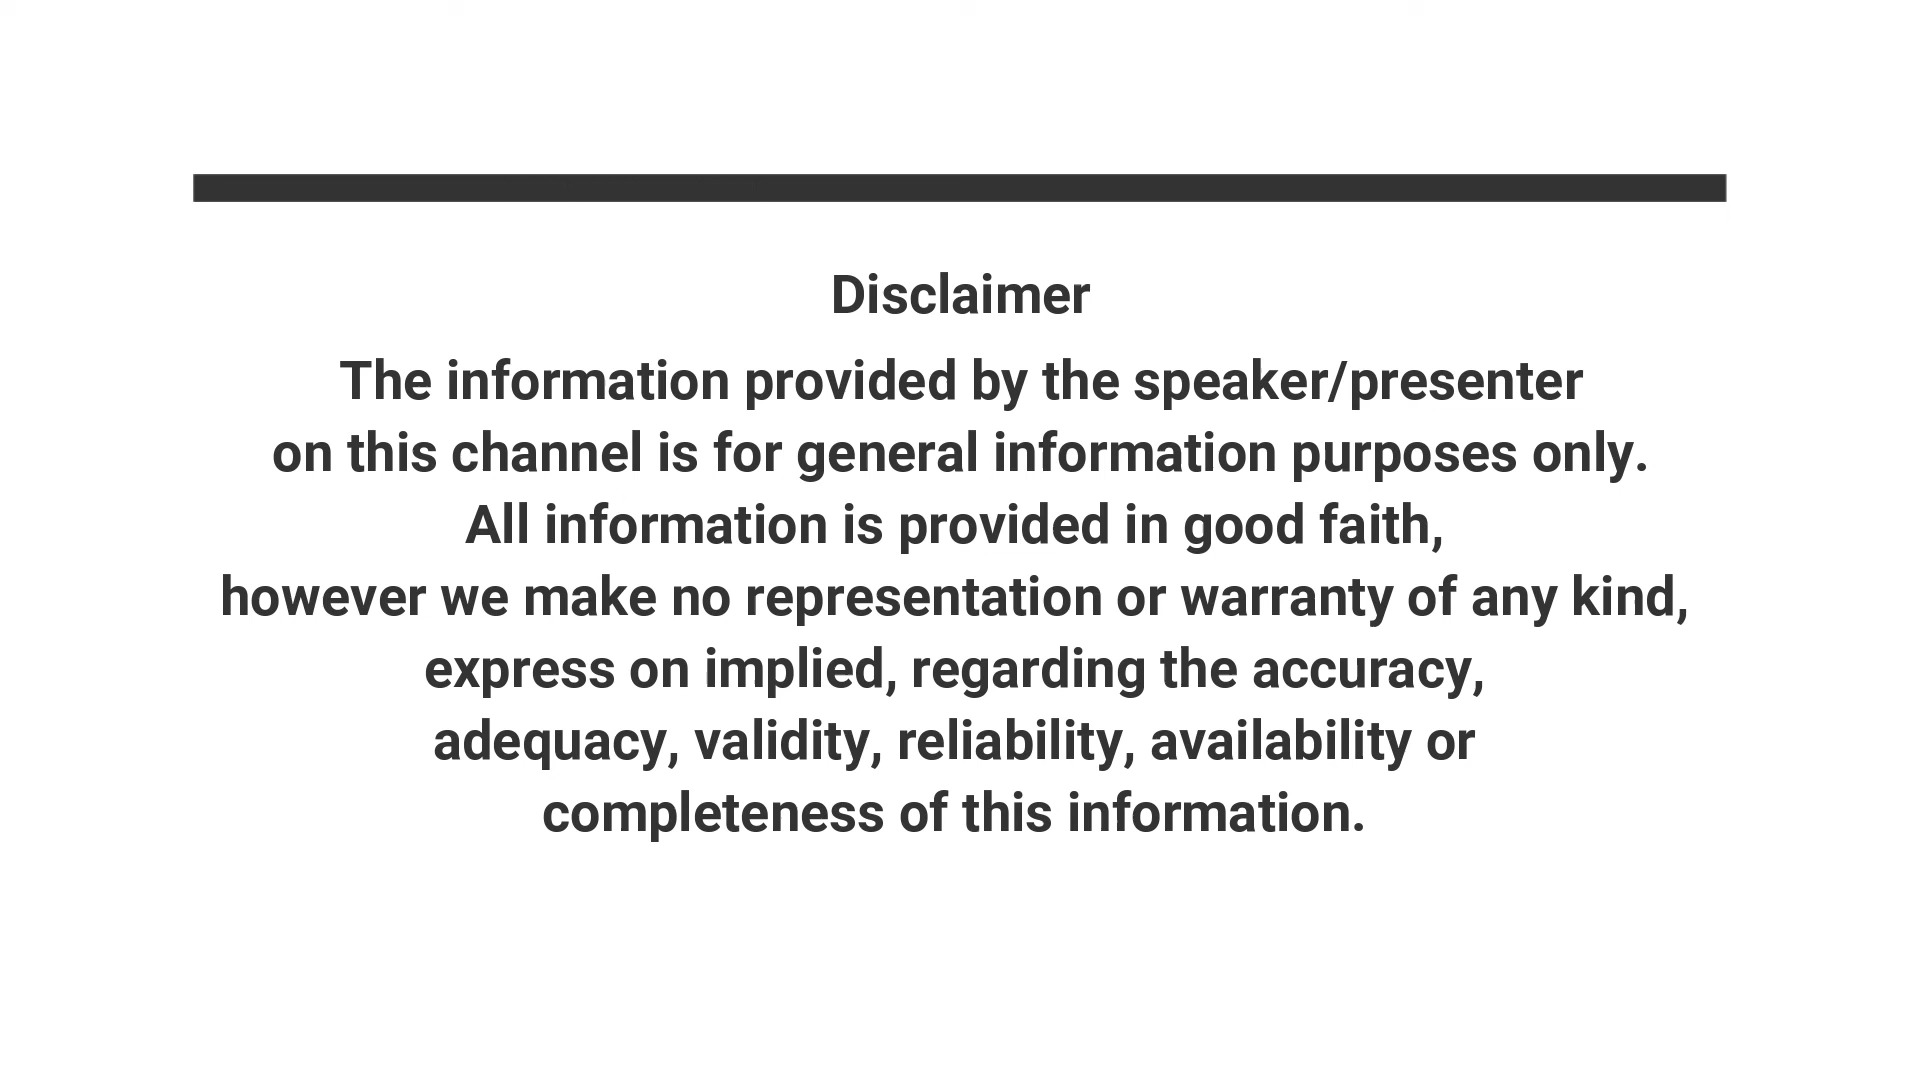 Disclaimer
The information provided by the speaker/presenter
on this channel is for general information purposes only.
All information is provided in good faith,
however we make no representation or warranty of any kind,
express on implied, regarding the accuracy,
adequacy, validity, reliability, availability or
completeness of this information.